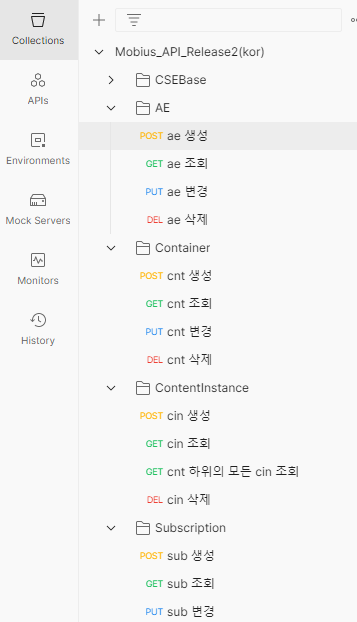 Collections
APIs
Environments
Mock Servers
Monitors
History
Mobius_API_Release2(kor)
CSEBase
AE
POST ae 생성
GET ae 조회
PUT ae 변경
DEL ae 삭제
Container
POST cnt 생성
GET cnt 조회
PUT cnt 변경
DEL cnt 삭제
ContentInstance
POST cin 생성
GET cin 조회
GET cnt 하위의 모든 cin 조회
DEL cin 삭제
Subscription
POST sub 생성
GET sub 조회
PUT sub 변경